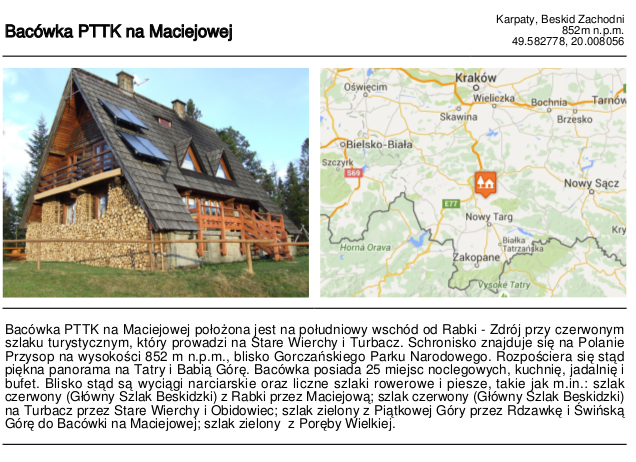 Bacówka PTTK na Maciejowej
Karpaty, Beskid Zachodni
852m n.p.m.
49.582778, 20.008056
Kraków
Oświęcim
Wieliczka
Bochnia
Tarnów
Skawina
Brzesko
Bielsko-Biała
Szczyrk
S69
E77
Nowy Sącz
Nowy Targ
Kry
Białka
Tatrzańska
Horna Orava
Zakopane
Vysoké Tatry
Bacówka PTTK na Maciejowej położona jest na południowy wschód od Rabki - Zdrój przy czerwonym
szlaku turystycznym, który prowadzi na Stare Wierchy i Turbacz. Schronisko znajduje się na Polanie
Przysop na wysokości 852 m n.p.m., blisko Gorczańskiego Parku Narodowego. Rozpościera się stąd
piękna panorama na Tatry i Babią Górę. Bacówka posiada 25 miejsc noclegowych, kuchnię, jadalnię i
bufet. Blisko stąd są wyciągi narciarskie oraz liczne szlaki rowerowe i piesze, takie jak m.in.: szlak
czerwony (Główny Szlak Beskidzki) z Rabki przez Maciejową; szlak czerwony (Główny Szlak Beskidzki)
na Turbacz przez Stare Wierchy i Obidowiec; szlak zielony z Piątkowej Góry przez Rdzawkę i Świńską
Górę do Bacówki na Maciejowej; szlak zielony z Poręby Wielkiej.